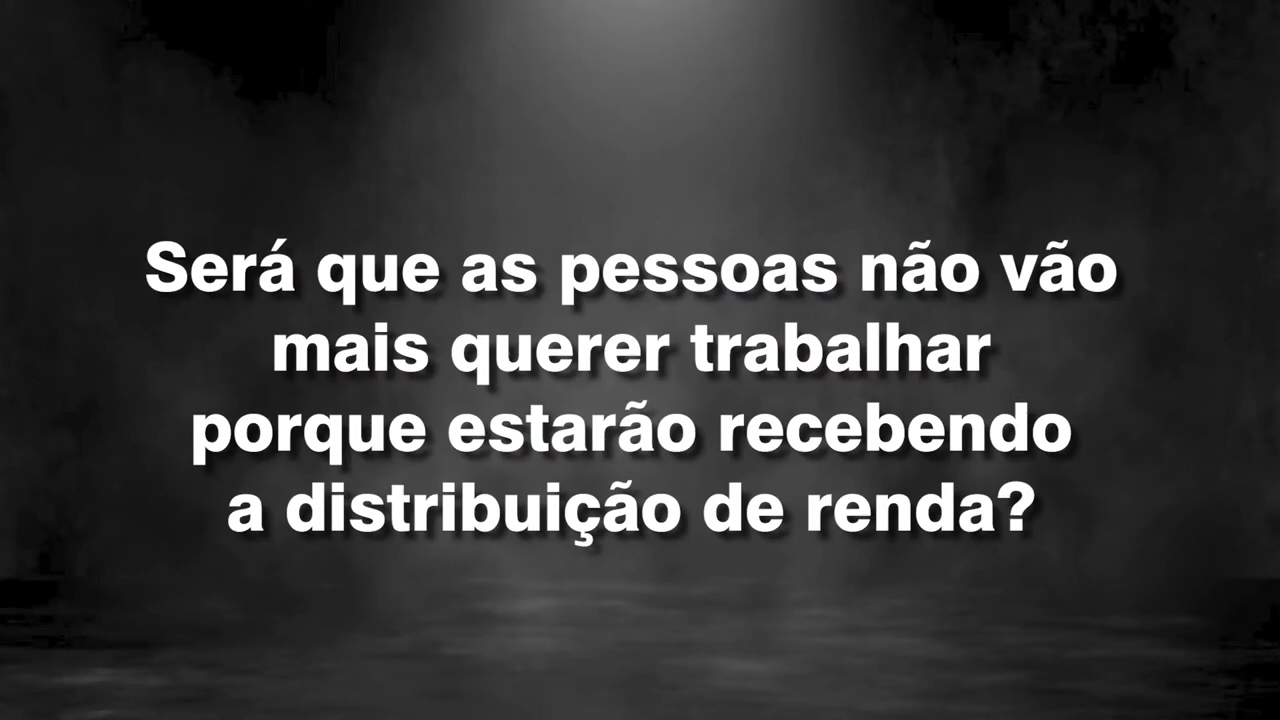 Será que as pessoas não vão
mais querer trabalhar
porque estarão recebendo
a distribuição de renda?